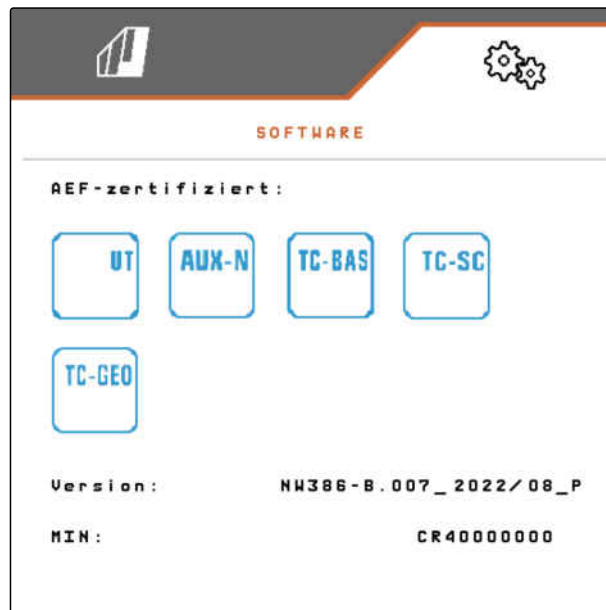 SOFTWARE
AEF-zertifiziert:
UT AUX-N TC-BAS TC-SC
TC-GEO
Version: NW386-B.007_2022/08_P
MIN: CR40000000